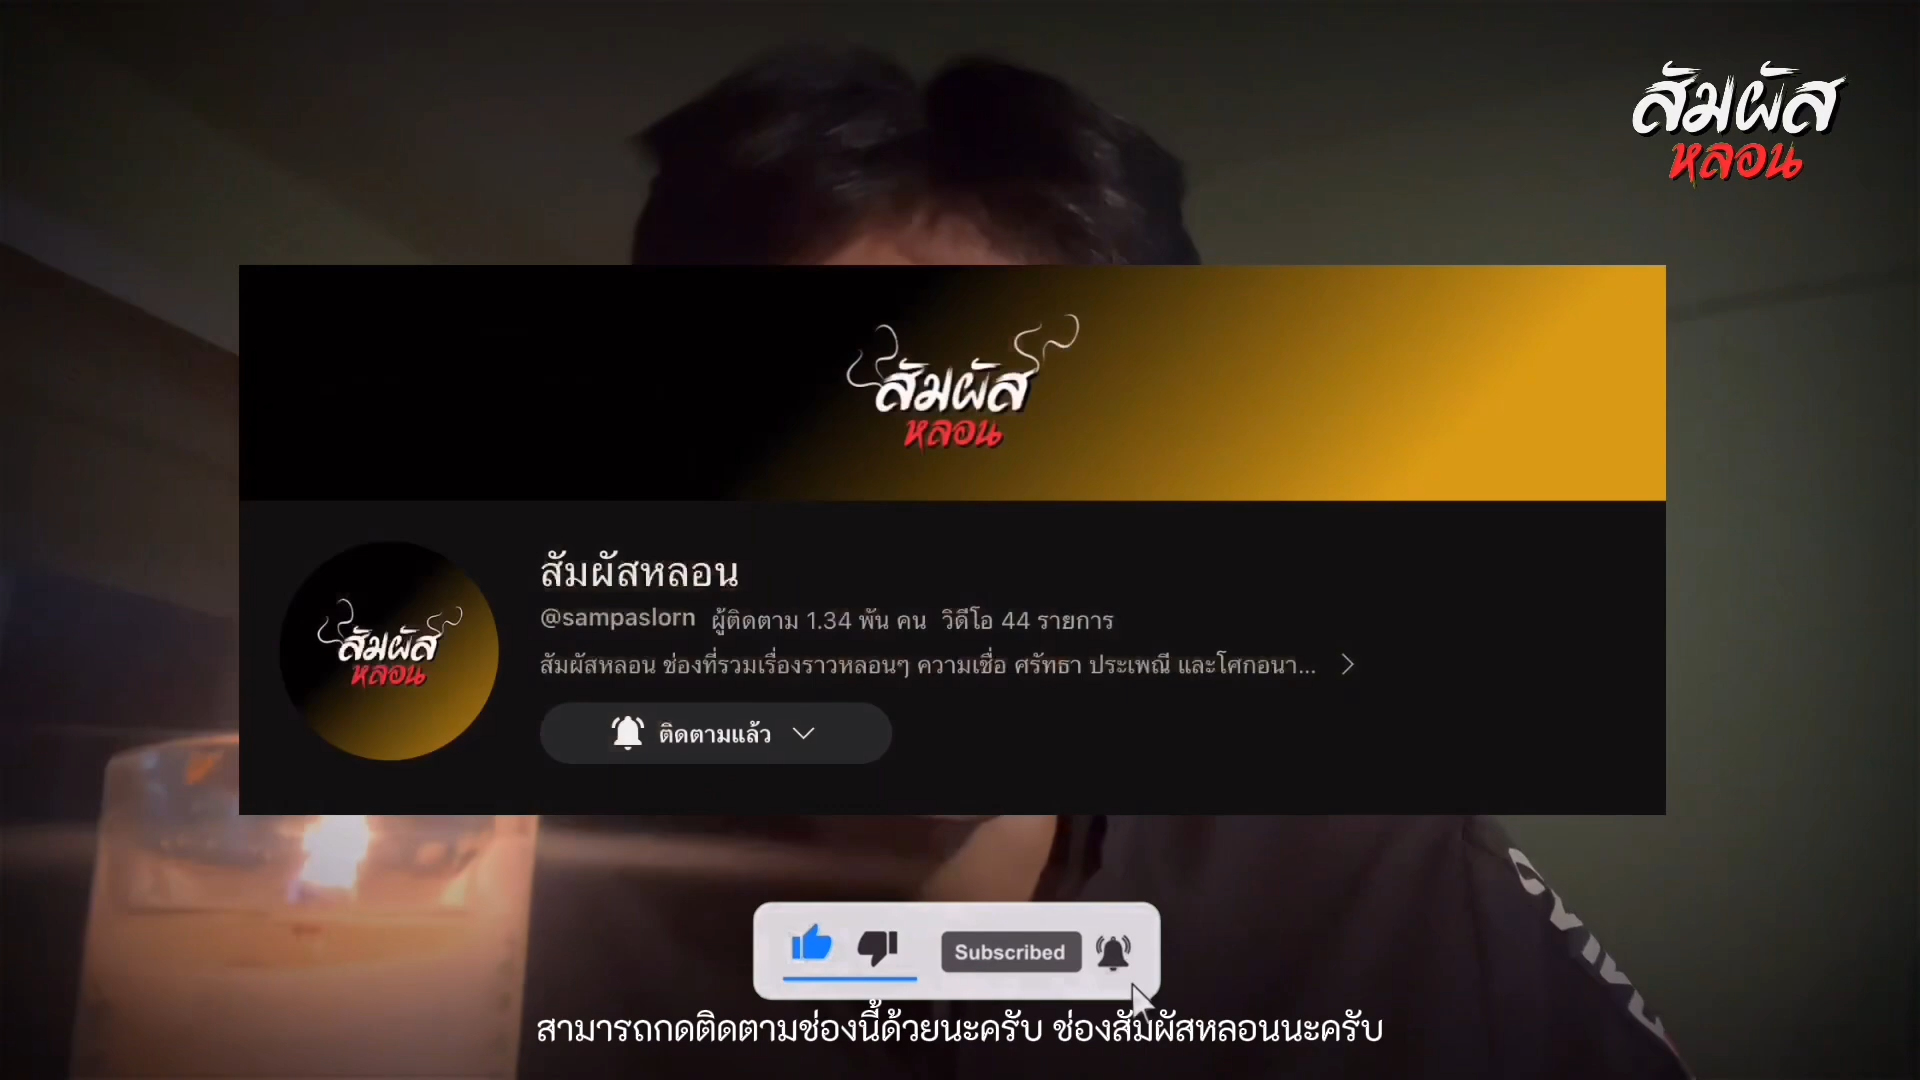 สัมผัส
หลอน
สัมผัส
หลอน
สัมผัสหลอน
@sampaslorn ผู้ติดตาม 1.34 พัน คน วิดีโอ 44 รายการ
สัมผัสหลอน ช่องที่รวมเรื่องราวหลอนๆ ความเชื่อ ศรัทธา ประเพณี และโศกอนา...
สัมผัส
หลอน
ติดตามแล้ว
Subscribed
สามารถกดติดตามช่องนี้ด้วยนะครับ ช่องสัมผัสหลอนนะครับ